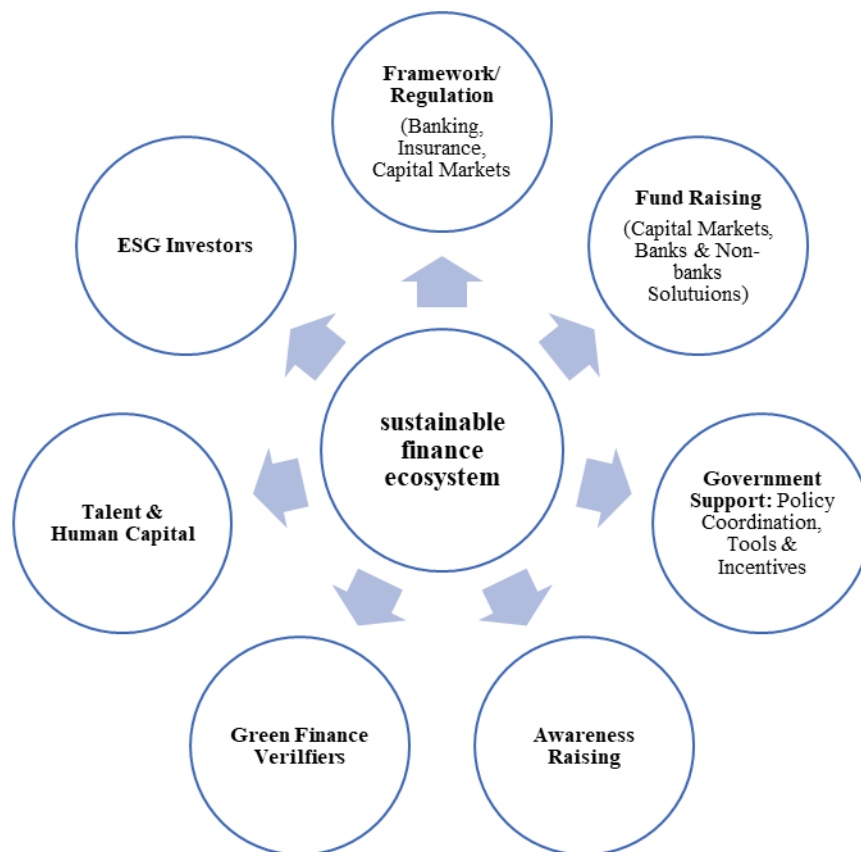 Framework/
Regulation
(Banking,
Insurance,
Capital Markets
Fund Raising
(Capital Markets,
Banks & Non-
banks
Solutuions)
ESG Investors
sustainable
finance
ecosystem
Government
Support: Policy
Coordination,
Tools &
Incentives
Talent &
Human Capital
Green Finance
Verilfiers
Awareness
Raising